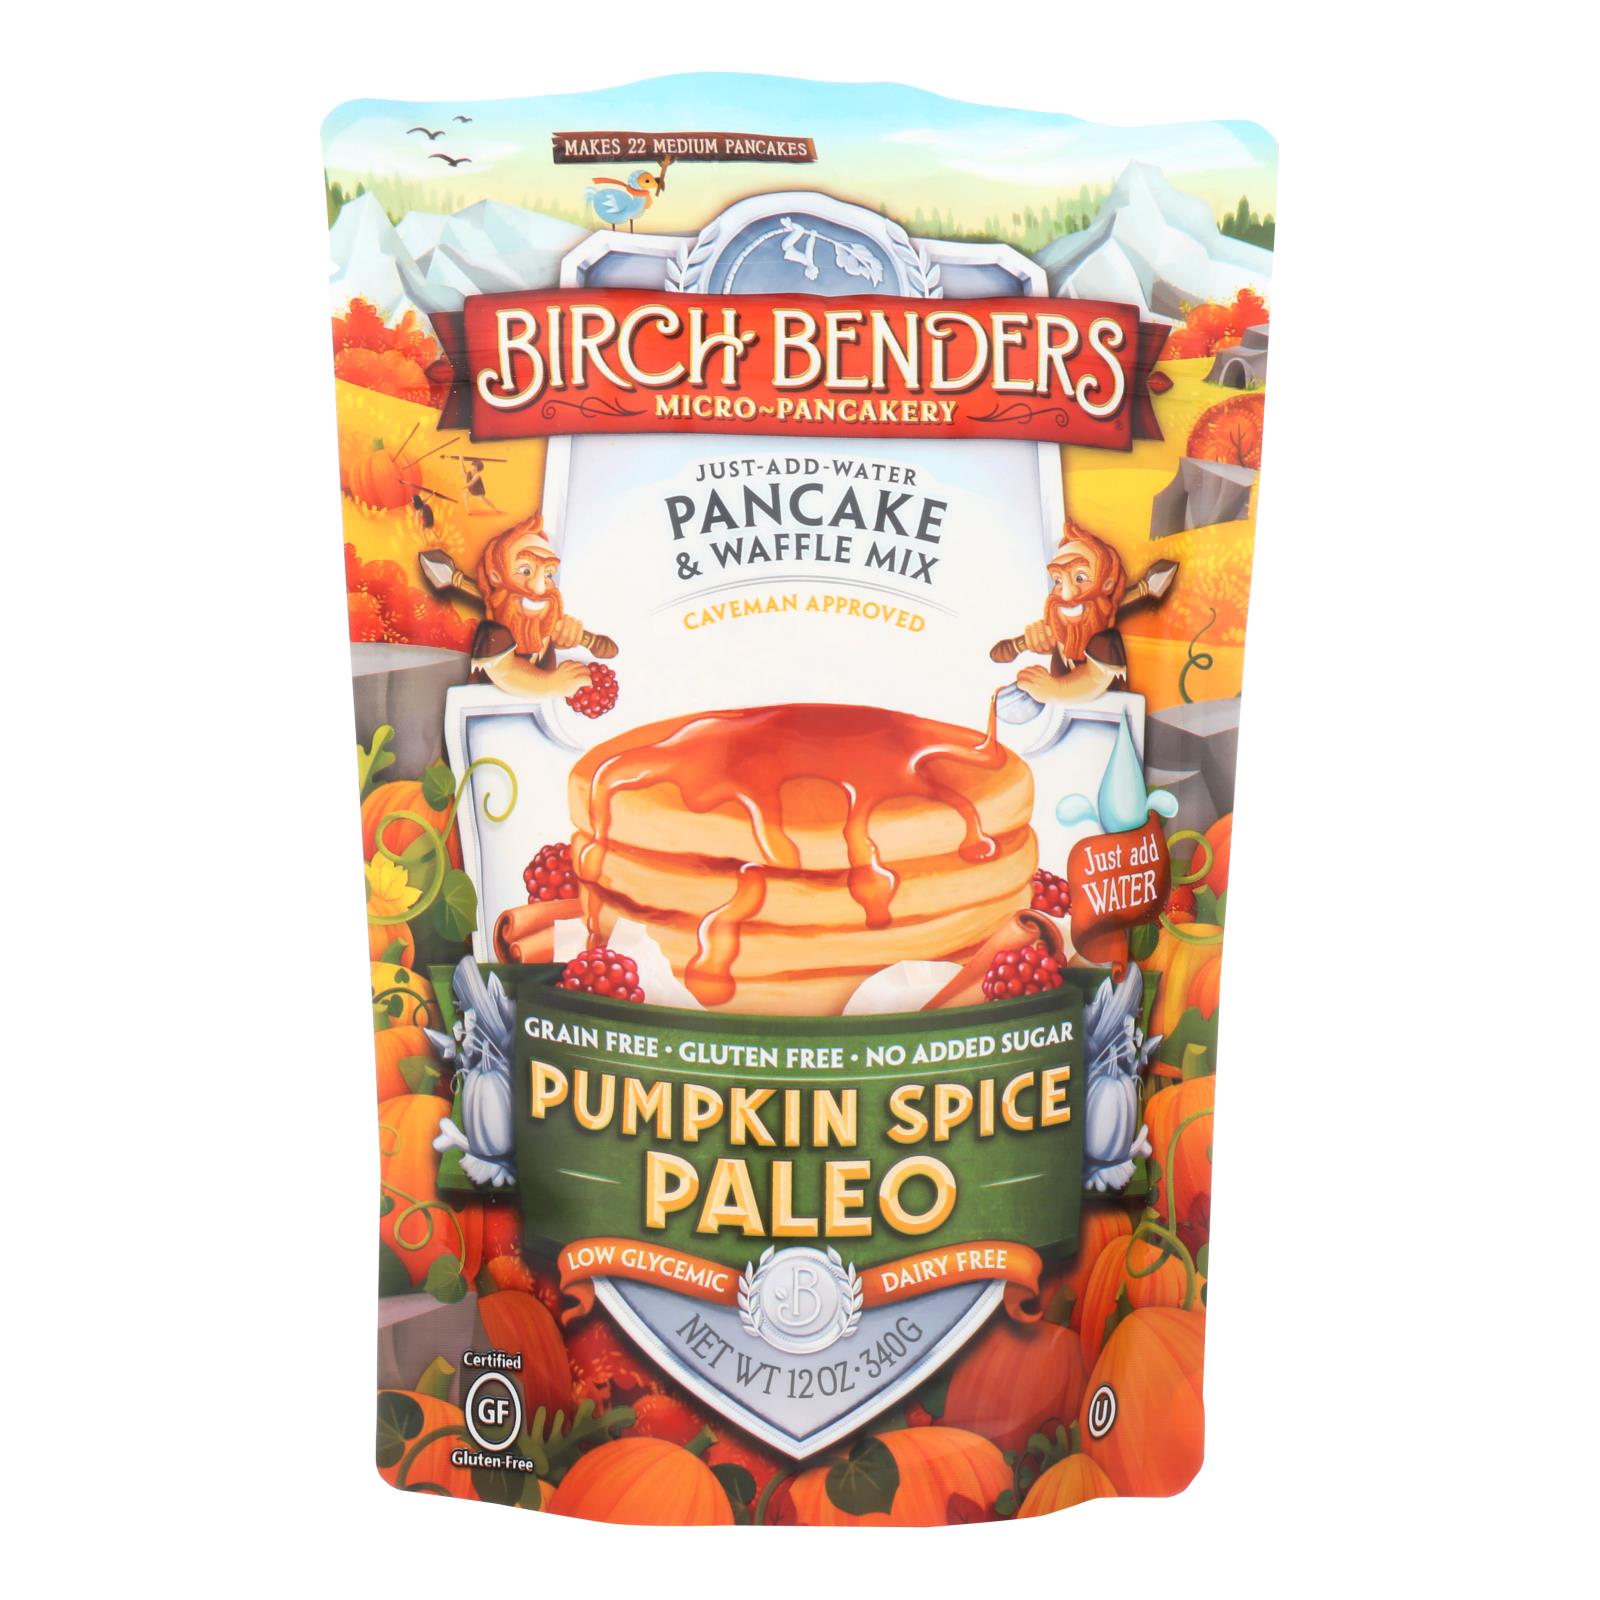 MAKES 22 MEDIUM PANCAKES
BIRCH BENDERS
MICRO~PANCAKERY
JUST-ADD-WATER
PANCAKE
& WAFFLE MIX
CAVEMAN APPROVED
Just add
WATER
GRAIN FREE • GLUTEN FREE • NO ADDED SUGAR
PUMPKIN SPICE
PALEO
LOW GLYCEMIC
DAIRY FREE
B
NET WT 12 OZ • 340G
Certified
GF
Gluten-Free
U